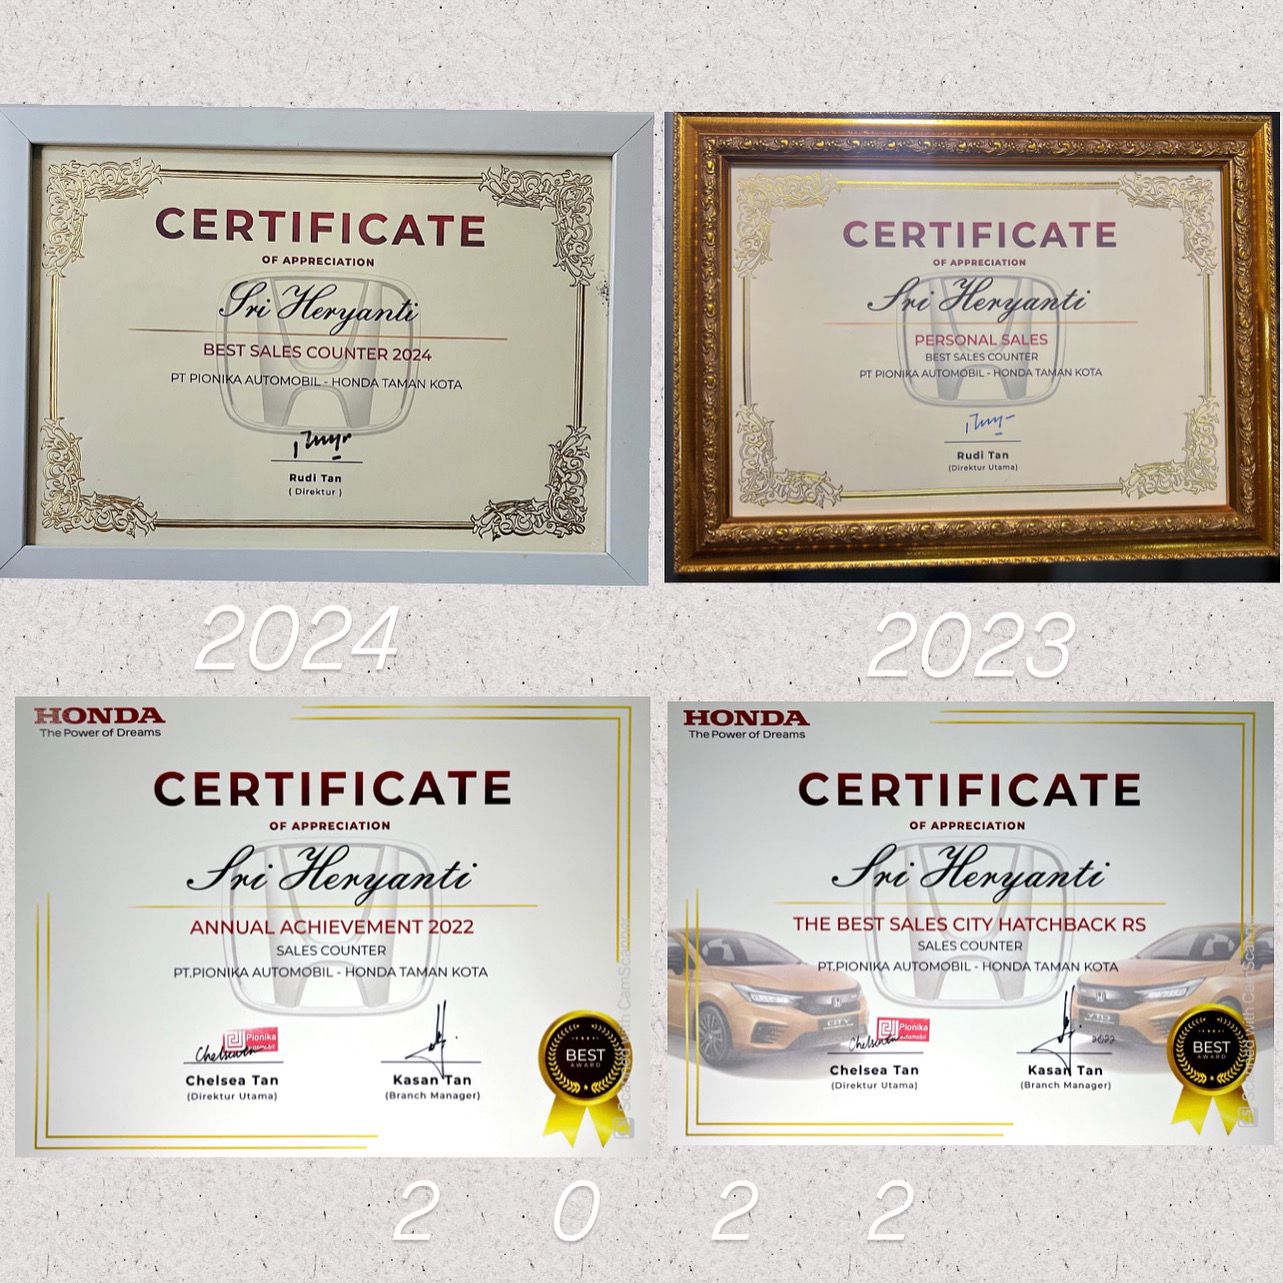 CERTIFICATE
OF APPRECIATION
Sri Heryanti
BEST SALES COUNTER 2024
PT PIONIKA AUTOMOBIL - HONDA TAMAN KOTA
Rudi Tan
( Direktur )
2024
CERTIFICATE
OF APPRECIATION
Sri Heryanti
PERSONAL SALES
BEST SALES COUNTER
PT PIONIKA AUTOMOBIL - HONDA TAMAN KOTA
Rudi Tan
(Direktur Utama)
2023
HONDA
The Power of Dreams
CERTIFICATE
OF APPRECIATION
Sri Heryanti
ANNUAL ACHIEVEMENT 2022
SALES COUNTER
PT.PIONIKA AUTOMOBIL - HONDA TAMAN KOTA
Pionika
Chelsea Tan
(Direktur Utama)
Kasan Tan
(Branch Manager)
BEST
AWARD
Scanned with CamScanner
HONDA
The Power of Dreams
CERTIFICATE
OF APPRECIATION
Sri Heryanti
THE BEST SALES CITY HATCHBACK RS
SALES COUNTER
PT.PIONIKA AUTOMOBIL - HONDA TAMAN KOTA
CITY
Pionika
2022
Chelsea Tan
(Direktur Utama)
Kasan Tan
(Branch Manager)
BEST
AWARD
Scanned with CamScanner
2 0 2 2